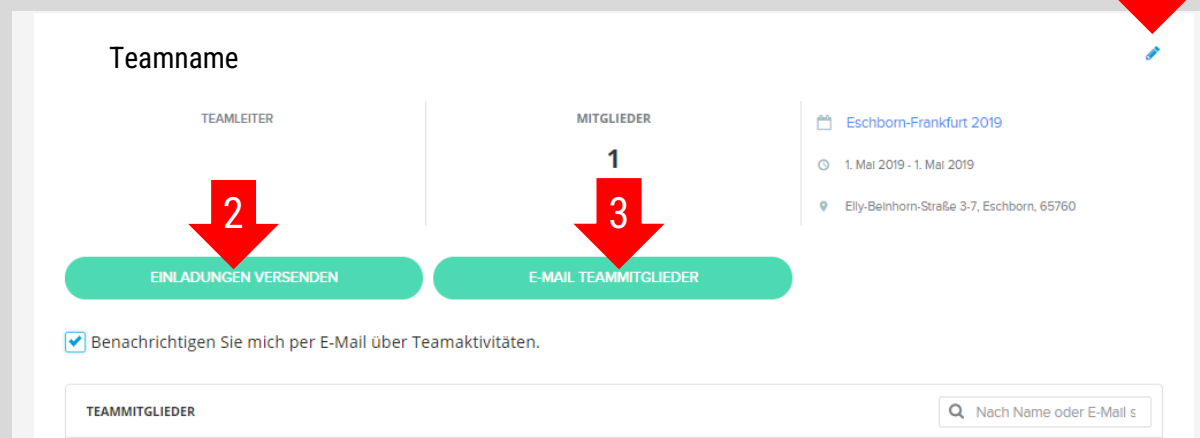 Teamname
TEAMLEITER
MITGLIEDER
1
Eschborn-Frankfurt 2019
1. Mai 2019 - 1. Mai 2019
Elly-Beinhorn-Straße 3-7, Eschborn, 65760
2
3
EINLADUNGEN VERSENDEN
E-MAIL TEAMMITGLIEDER
Benachrichtigen Sie mich per E-Mail über Teamaktivitäten.
TEAMMITGLIEDER
Nach Name oder E-Mail s